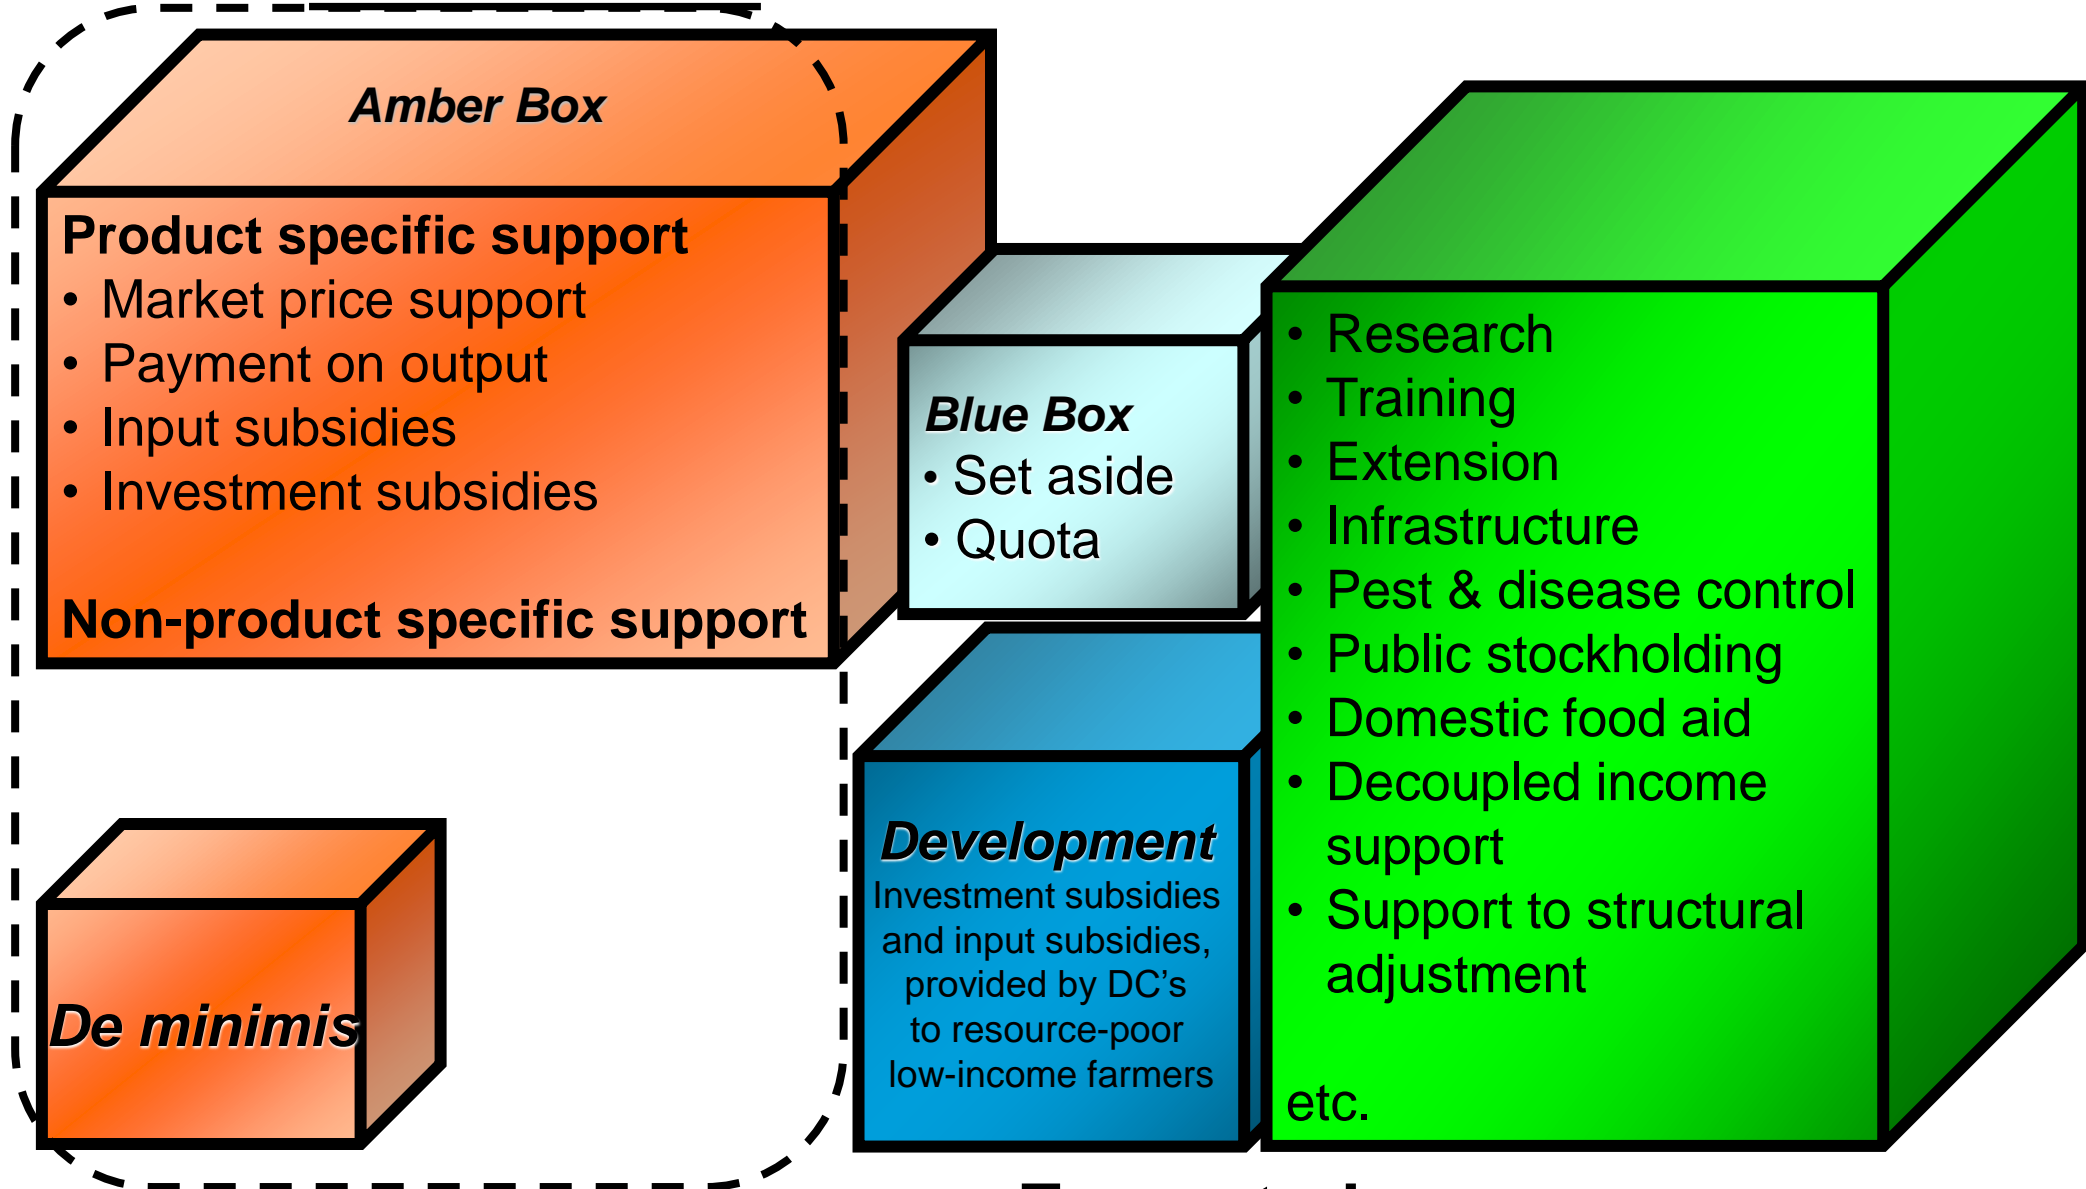 Amber Box
Product specific support
• Market price support
• Payment on output
• Input subsidies
• Investment subsidies
Non-product specific support
De minimis
Blue Box
• Set aside
• Quota
Development
Investment subsidies
and input subsidies,
provided by DC's
to resource-poor
low-income farmers
• Research
• Training
• Extension
• Infrastructure
• Pest & disease control
• Public stockholding
• Domestic food aid
• Decoupled income
support
• Support to structural
adjustment
etc.